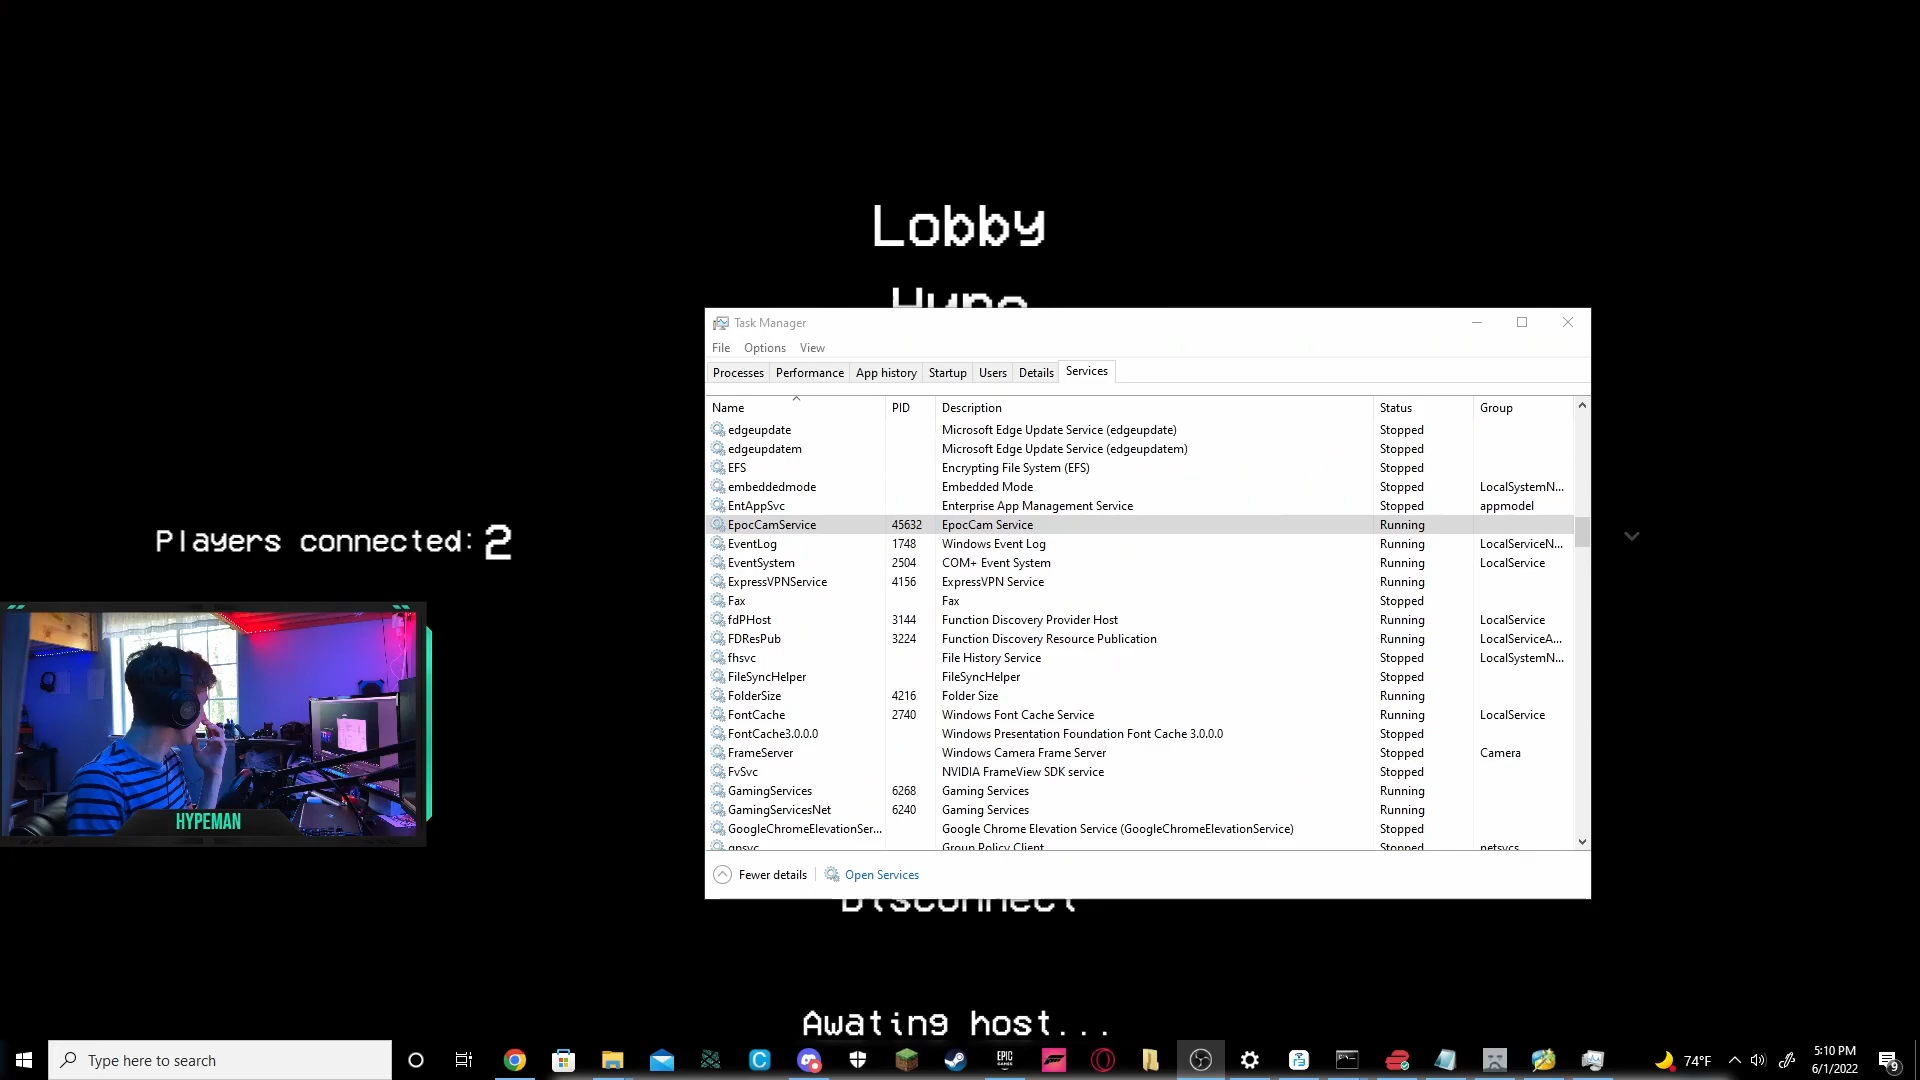 Lobby
Hype
Task Manager
File Options View
Processes Performance App history Startup Users Details Services
Name PID Description Status Group
edgeupdate Microsoft Edge Update Service (edgeupdate) Stopped
edgeupdatem Microsoft Edge Update Service (edgeupdatem) Stopped
EFS Encrypting File System (EFS) Stopped
embeddedmode Embedded Mode Stopped LocalSystemN...
EntAppSvc Enterprise App Management Service Stopped appmodel
EpocCamService 45632 EpocCam Service Running
EventLog 1748 Windows Event Log Running LocalServiceN...
EventSystem 2504 COM+ Event System Running LocalService
ExpressVPNService 4156 ExpressVPN Service Running
Fax Fax Stopped
fdPHost 3144 Function Discovery Provider Host Running LocalService
FDResPub 3224 Function Discovery Resource Publication Running LocalServiceA...
fhsvc File History Service Stopped LocalSystemN...
FileSyncHelper FileSyncHelper Stopped
FolderSize 4216 Folder Size Running
FontCache 2740 Windows Font Cache Service Running LocalService
FontCache3.0.0.0 Windows Presentation Foundation Font Cache 3.0.0.0 Stopped
FrameServer Windows Camera Frame Server Stopped Camera
FvSvc NVIDIA FrameView SDK service Stopped
GamingServices 6268 Gaming Services Running
GamingServicesNet 6240 Gaming Services Running
GoogleChromeElevationSer... Google Chrome Elevation Service (GoogleChromeElevationService) Stopped
gpsvc Group Policy Client Stopped netsvcs
Fewer details Open Services
Players connected: 2
HYPEMAN
Disconnect
Awating host...
Type here to search
EPIC GAMES
74°F
5:10 PM
6/1/2022
9